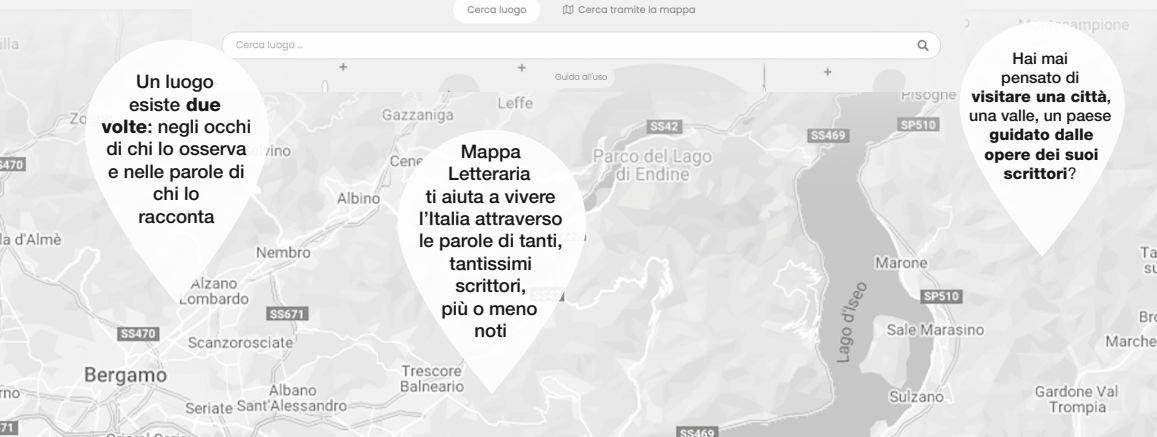 Cerca luogo
Cerca tramite la mappa
Cerca luogo ...
Guida all'uso
Un luogo
esiste due
volte: negli occhi
di chi lo osserva
e nelle parole di
chi lo
racconta
Mappa
Letteraria
ti aiuta a vivere
l'Italia attraverso
le parole di tanti,
tantissimi
scrittori,
più o meno
noti
Hai mai
pensato di
visitare una città,
una valle, un paese
guidato dalle
opere dei suoi
scrittori?
Leffe
Gazzaniga
Pisogne
SS42
SS469
SP510
S470
Parco del Lago
di Endine
Albino
la d'Almè
Nembro
Alzano
Lombardo
Marone
SS671
SP510
SS470
Scanzorosciate
Lago d'Iseo
Sale Marasino
Bergamo
Trescore
Balneario
Albano
Sant'Alessandro
Seriate
Sulzano
Gardone Val
Trompia
Marche
671
SS469